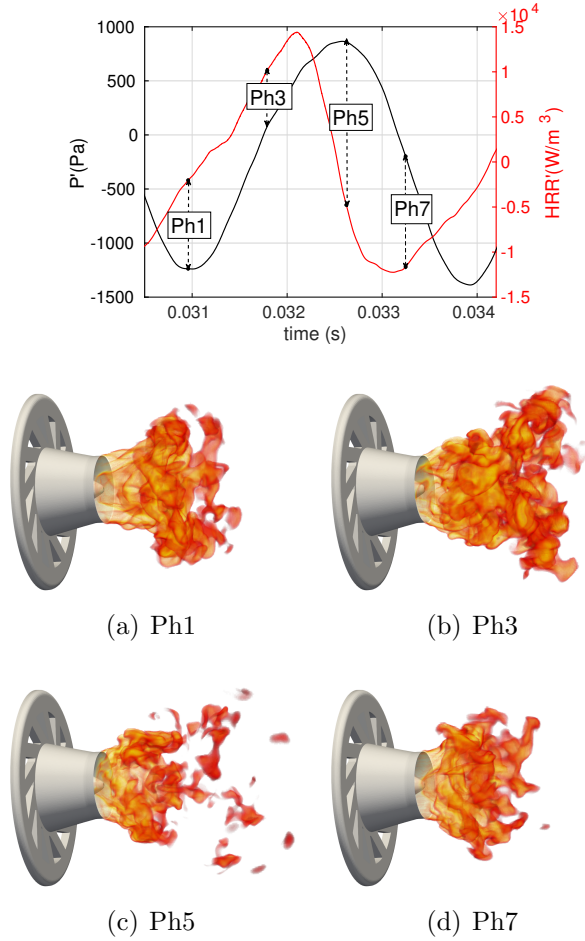 ×10⁴
1000
500
0
-500
-1000
-1500
P'(Pa)
1.5
1
0.5
0
-0.5
-1
-1.5
HRR'(W/m³)
Ph1
Ph3
Ph5
Ph7
0.031
0.032
0.033
0.034
time (s)
(a) Ph1
(b) Ph3
(c) Ph5
(d) Ph7